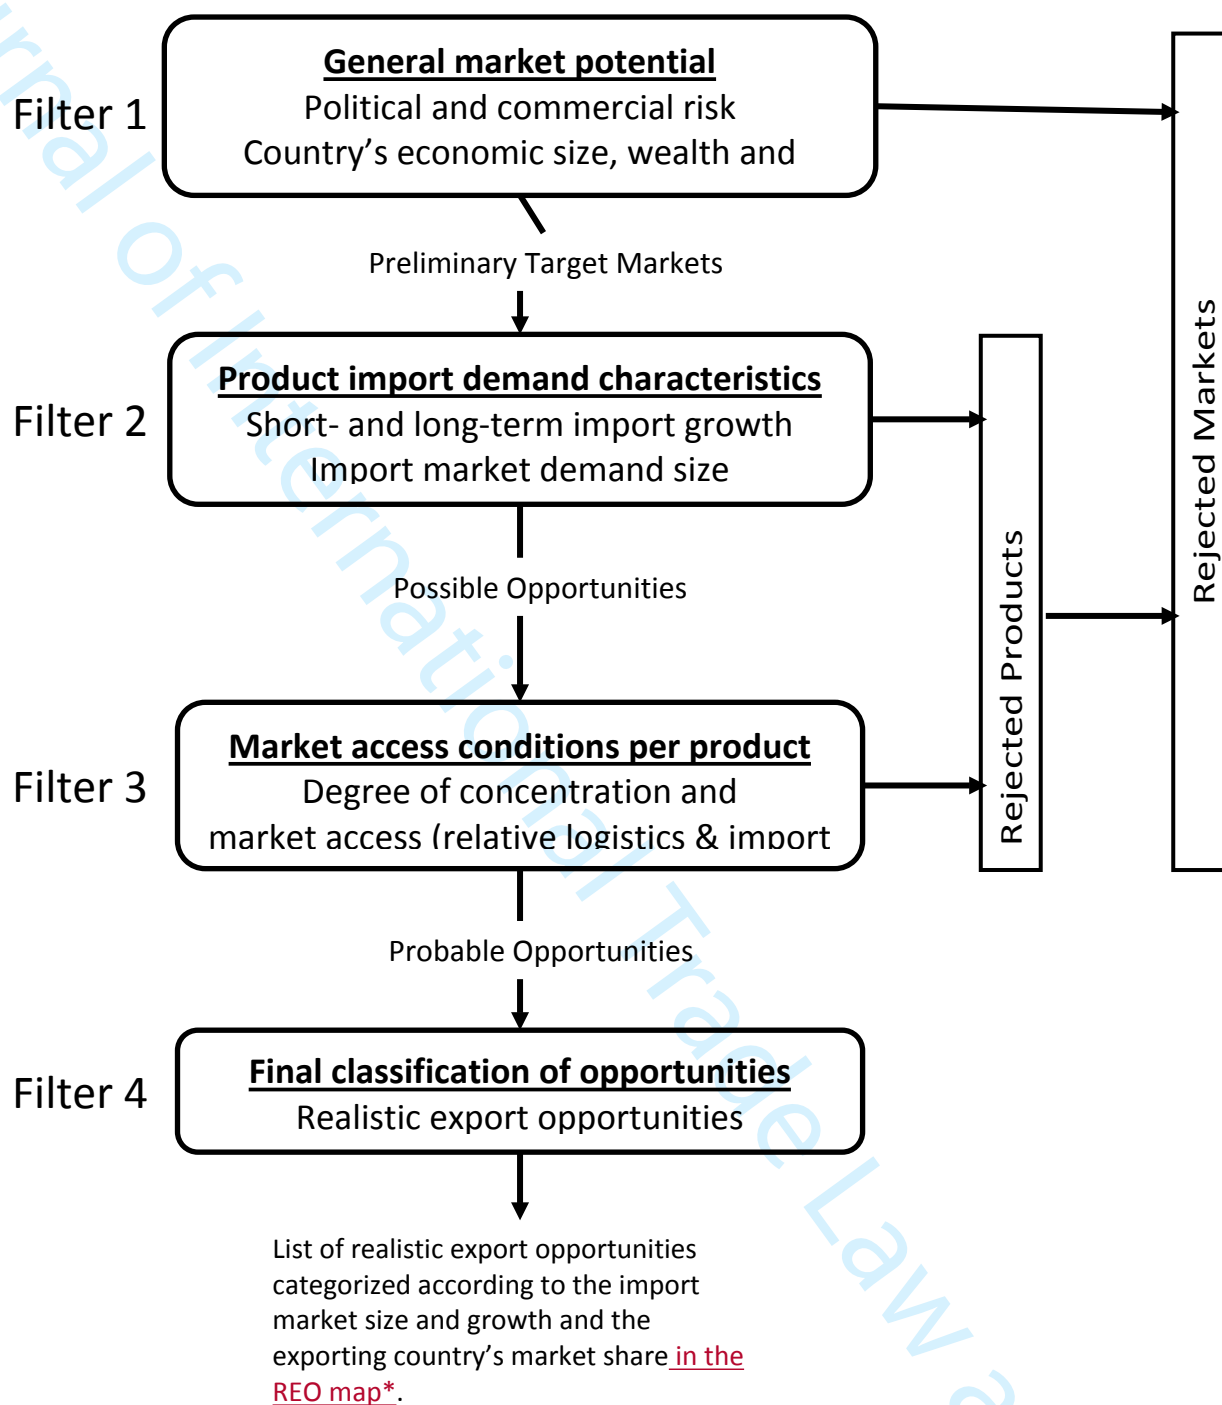 Filter 1
General market potential
Political and commercial risk
Country's economic size, wealth and
Preliminary Target Markets
Filter 2
Product import demand characteristics
Short- and long-term import growth
Import market demand size
Possible Opportunities
Filter 3
Market access conditions per product
Degree of concentration and
market access (relative logistics & import
Probable Opportunities
Filter 4
Final classification of opportunities
Realistic export opportunities
List of realistic export opportunities
categorized according to the import
market size and growth and the
exporting country's market share in the
REO map*.
Rejected Products
Rejected Markets
of International Trade Law